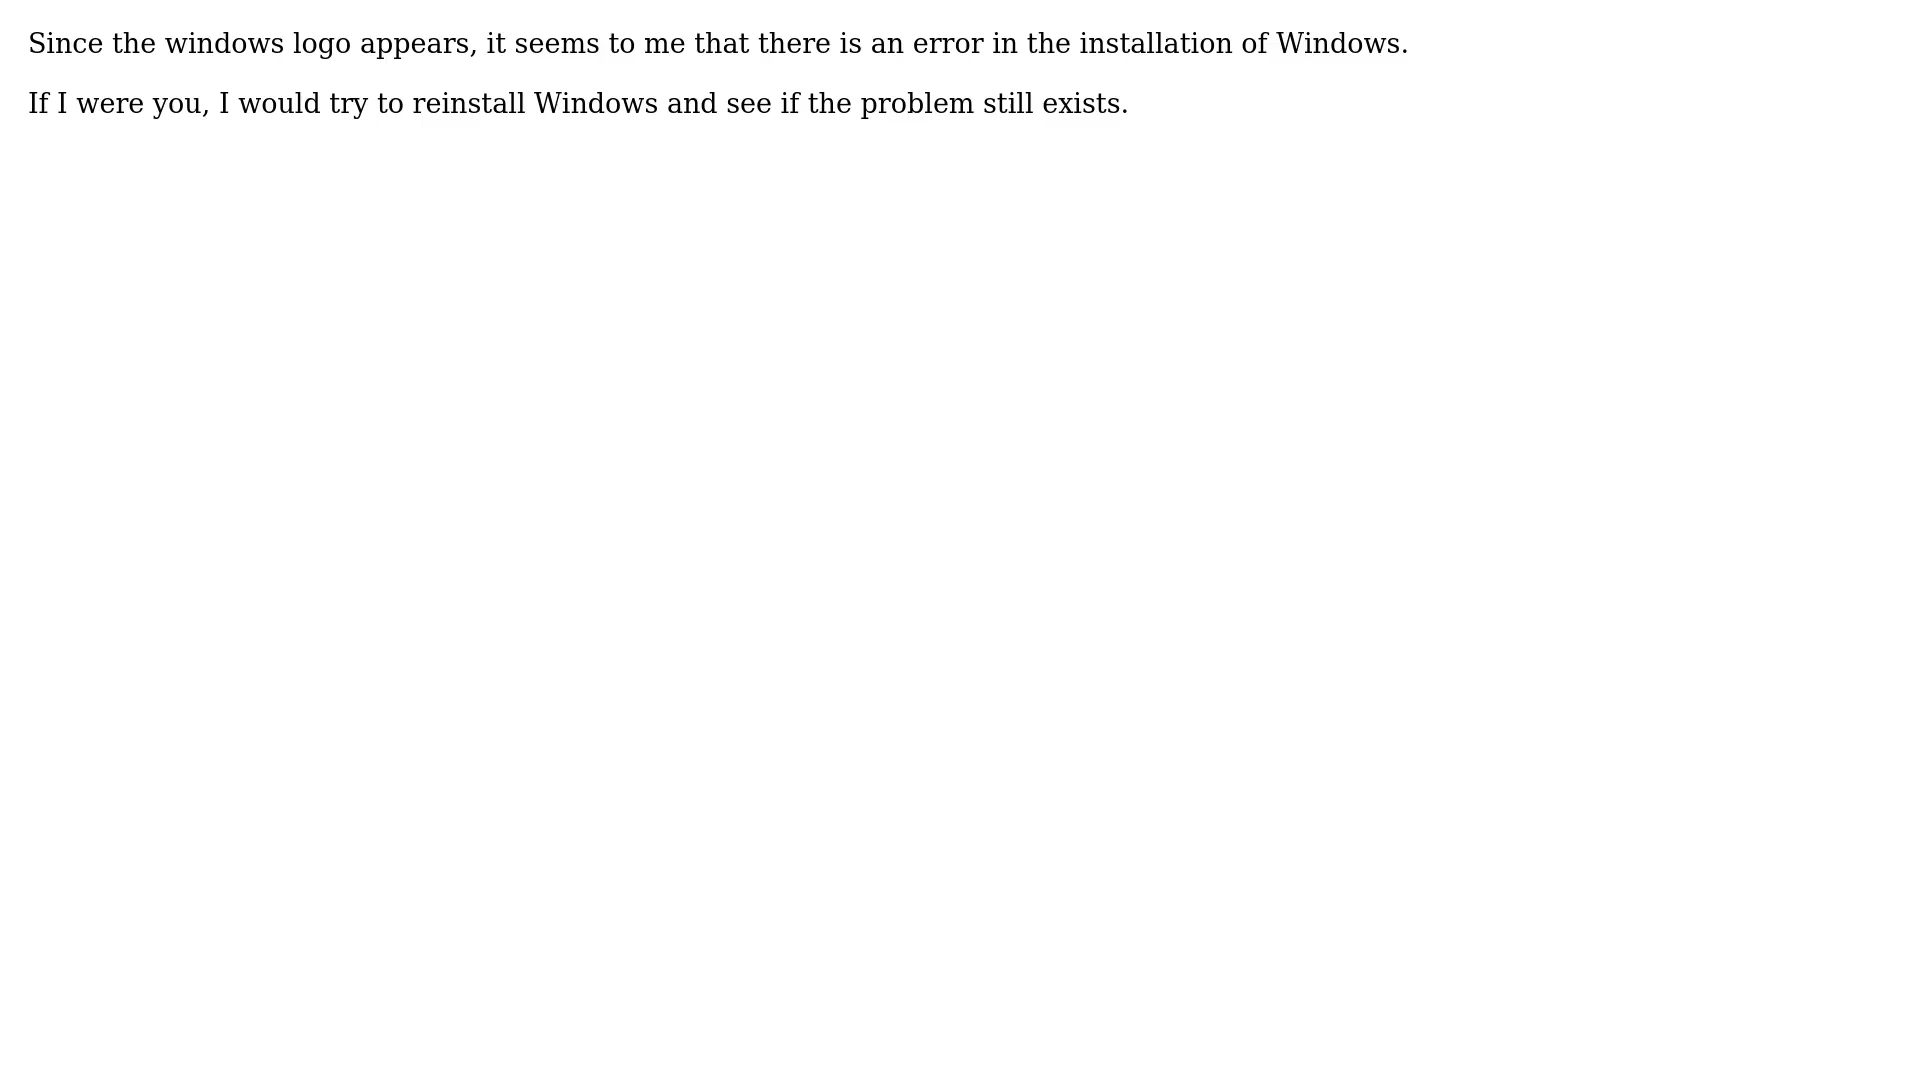 Since the windows logo appears, it seems to me that there is an error in the installation of Windows.
If I were you, I would try to reinstall Windows and see if the problem still exists.